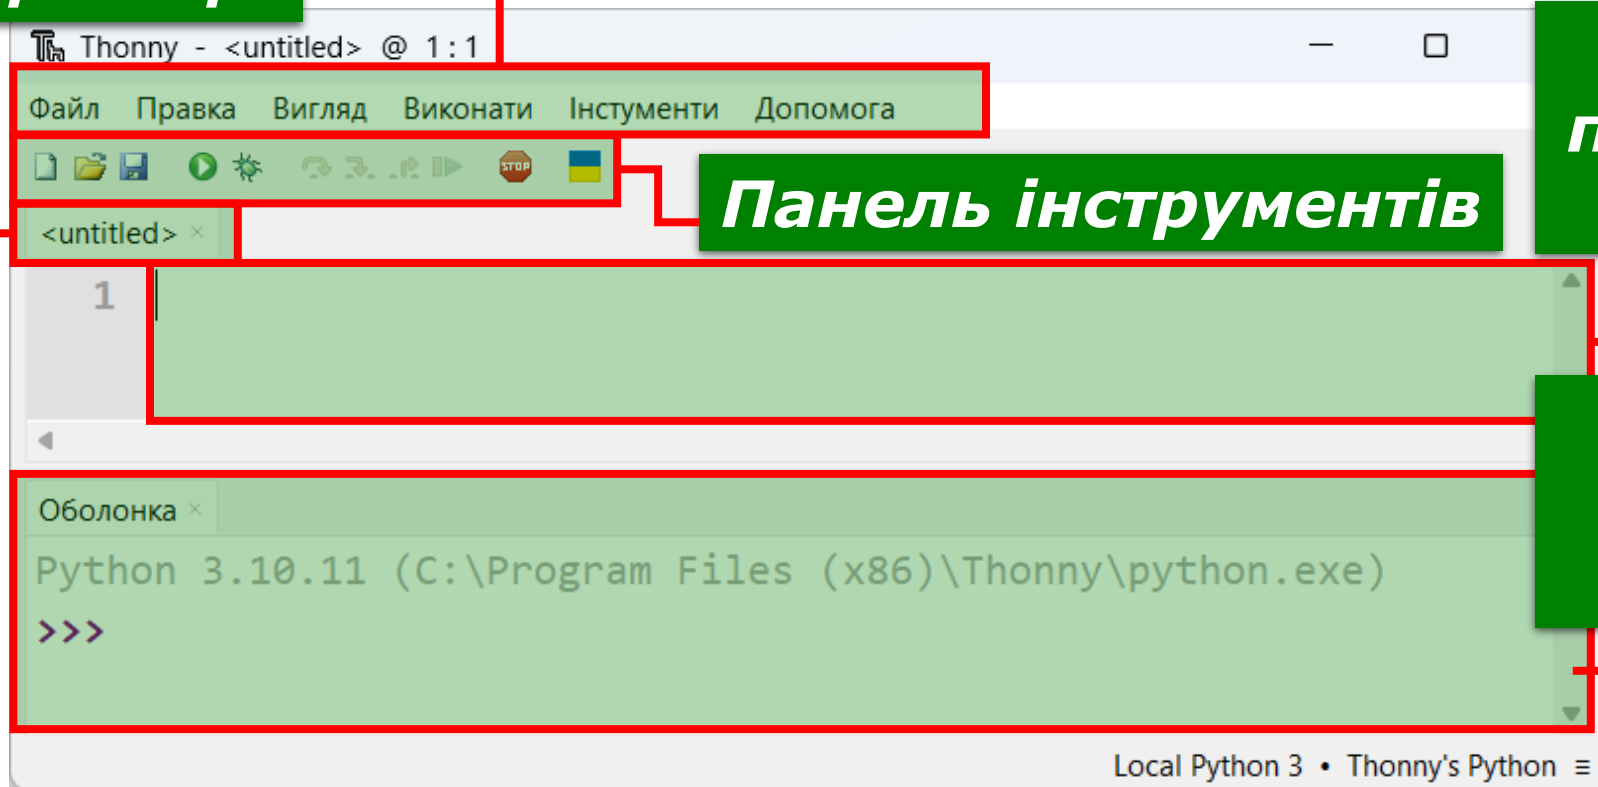 Thonny - <untitled> @ 1:1
Файл Правка Вигляд Виконати Інстументи Допомога
STOP
Панель інструментів
<untitled> ×
1
Оболонка ×
Python 3.10.11 (C:\Program Files (x86)\Thonny\python.exe)
>>>
Local Python 3 • Thonny's Python ≡